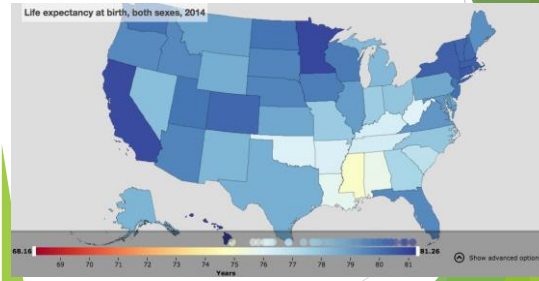 Life expectancy at birth, both sexes, 2014
68.16 81.26
69 70 71 72 73 74 75 76 77 78 79 80 81
Years
Show advanced option